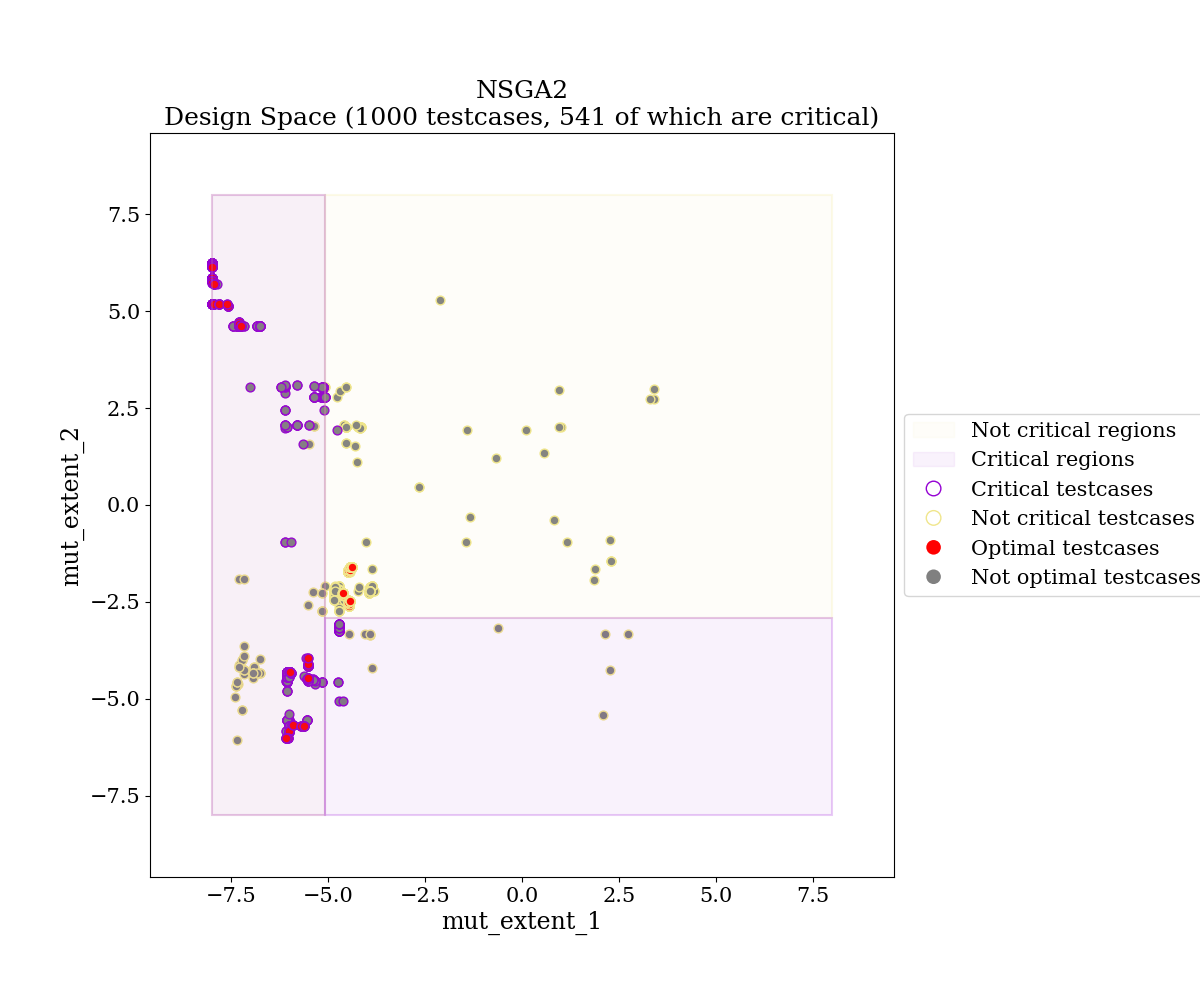 NSGA2
Design Space (1000 testcases, 541 of which are critical)
7.5
5.0
2.5
0.0
−2.5
−5.0
−7.5
mut_extent_2
−7.5 −5.0 −2.5 0.0 2.5 5.0 7.5
mut_extent_1
Not critical regions
Critical regions
Critical testcases
Not critical testcases
Optimal testcases
Not optimal testcases